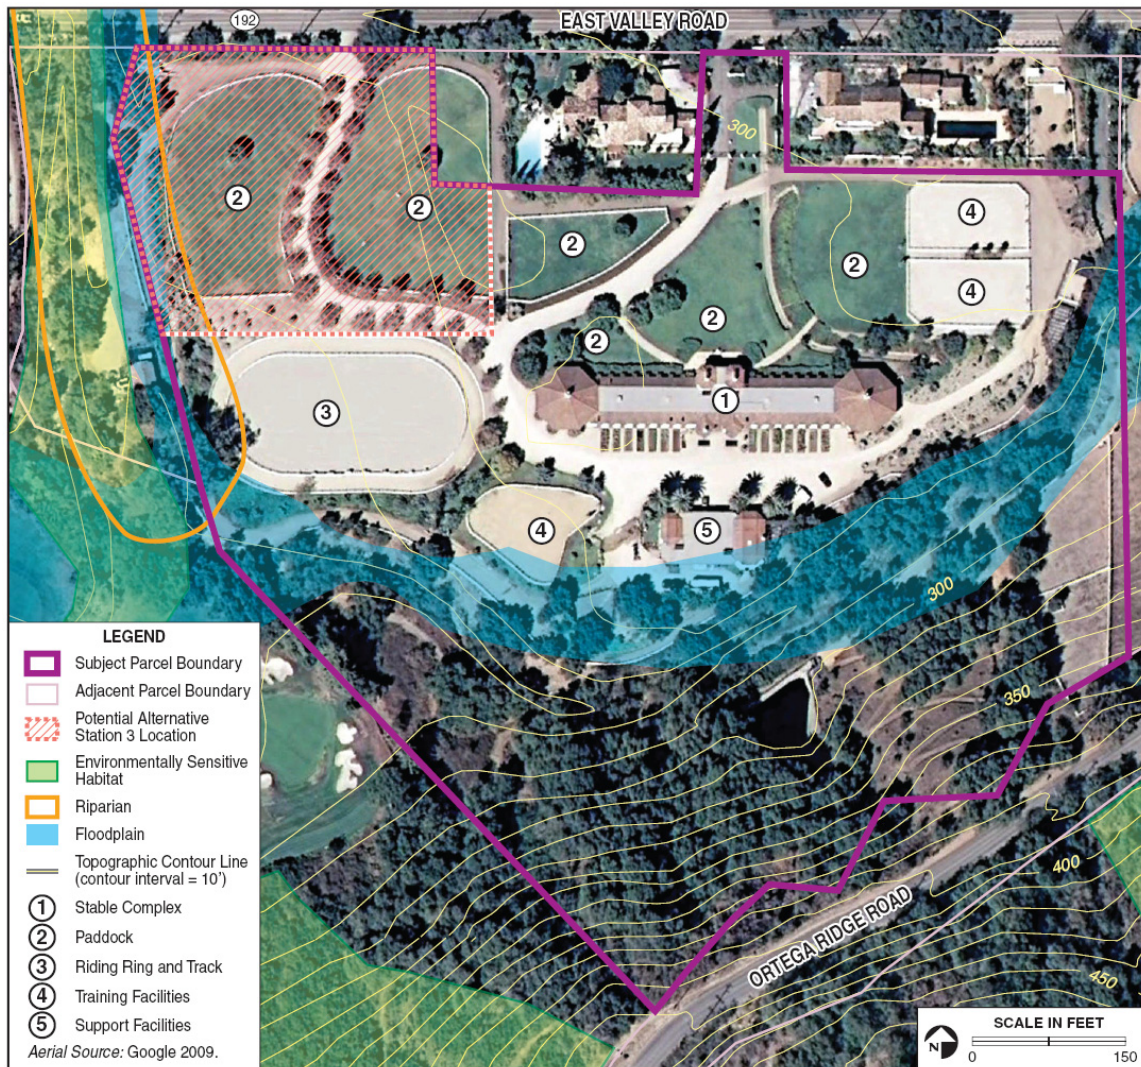 192
EAST VALLEY ROAD
300
2
2
2
2
2
2
4
4
1
3
4
5
300
350
400
450
ORTEGA RIDGE ROAD
LEGEND
Subject Parcel Boundary
Adjacent Parcel Boundary
Potential Alternative
Station 3 Location
Environmentally Sensitive
Habitat
Riparian
Floodplain
Topographic Contour Line
(contour interval = 10')
1 Stable Complex
2 Paddock
3 Riding Ring and Track
4 Training Facilities
5 Support Facilities
Aerial Source: Google 2009.
N
SCALE IN FEET
0 150